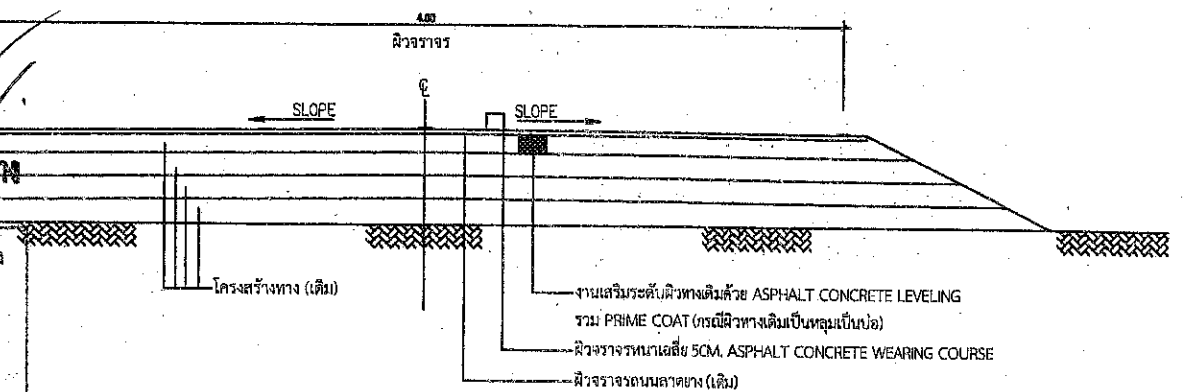 4.00
ผิวจราจร
℄
SLOPE
SLOPE
โครงสร้างทาง (เดิม)
งานเสริมระดับผิวทางเดิมด้วย ASPHALT CONCRETE LEVELING
รวม PRIME COAT (กรณีผิวทางเดิมเป็นหลุมเป็นบ่อ)
ผิวจราจรหนาเฉลี่ย 5CM. ASPHALT CONCRETE WEARING COURSE
ผิวจราจรถนนลาดยาง (เดิม)